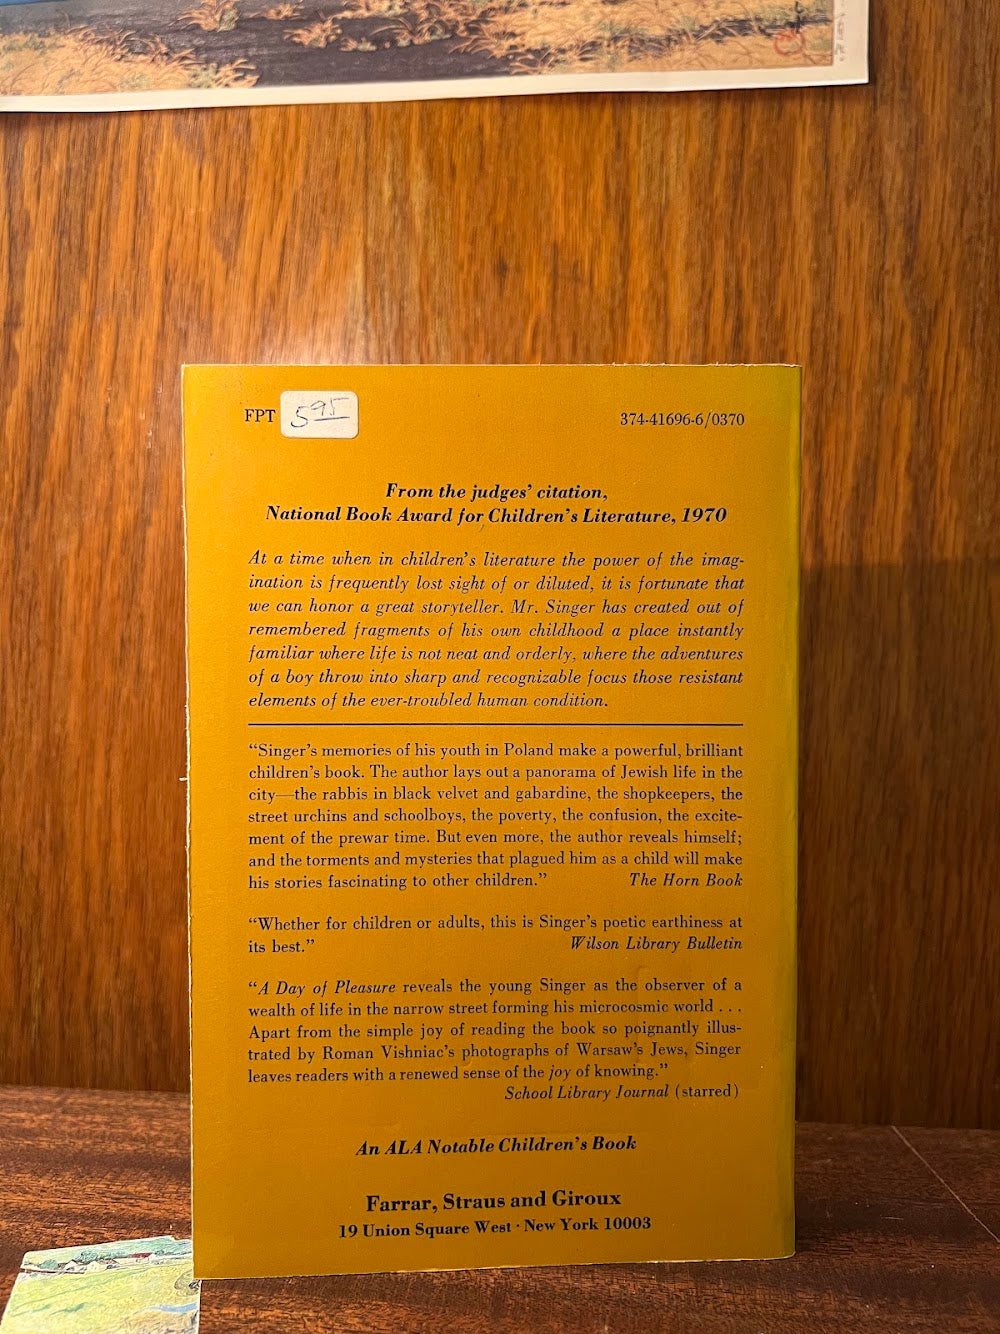 FPT 5 95 374-41696-6/0370
From the judges' citation,
National Book Award for Children's Literature, 1970
At a time when in children's literature the power of the imag-
ination is frequently lost sight of or diluted, it is fortunate that
we can honor a great storyteller. Mr. Singer has created out of
remembered fragments of his own childhood a place instantly
familiar where life is not neat and orderly, where the adventures
of a boy throw into sharp and recognizable focus those resistant
elements of the ever-troubled human condition.
“Singer's memories of his youth in Poland make a powerful, brilliant
children's book. The author lays out a panorama of Jewish life in the
city—the rabbis in black velvet and gabardine, the shopkeepers, the
street urchins and schoolboys, the poverty, the confusion, the excite-
ment of the prewar time. But even more, the author reveals himself;
and the torments and mysteries that plagued him as a child will make
his stories fascinating to other children.” The Horn Book
“Whether for children or adults, this is Singer's poetic earthiness at
its best.” Wilson Library Bulletin
“A Day of Pleasure reveals the young Singer as the observer of a
wealth of life in the narrow street forming his microcosmic world . . .
Apart from the simple joy of reading the book so poignantly illus-
trated by Roman Vishniac's photographs of Warsaw's Jews, Singer
leaves readers with a renewed sense of the joy of knowing.”
School Library Journal (starred)
An ALA Notable Children's Book
Farrar, Straus and Giroux
19 Union Square West · New York 10003